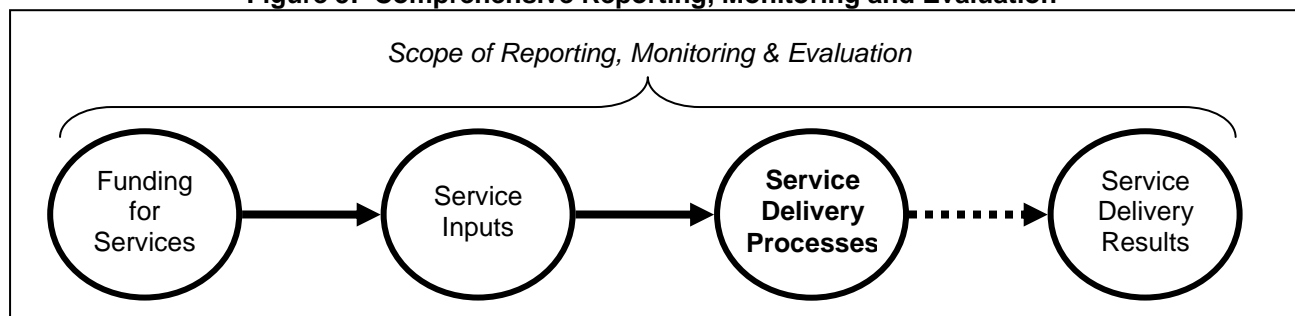 Figure Comprehensive Reporting, Monitoring and Evaluation
Scope of Reporting, Monitoring & Evaluation
Funding
for
Services
Service
Inputs
Service
Delivery
Processes
Service
Delivery
Results